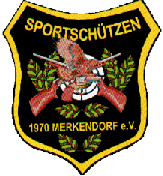 SPORTSCHÜTZEN
1970 MERKENDORF e.V.